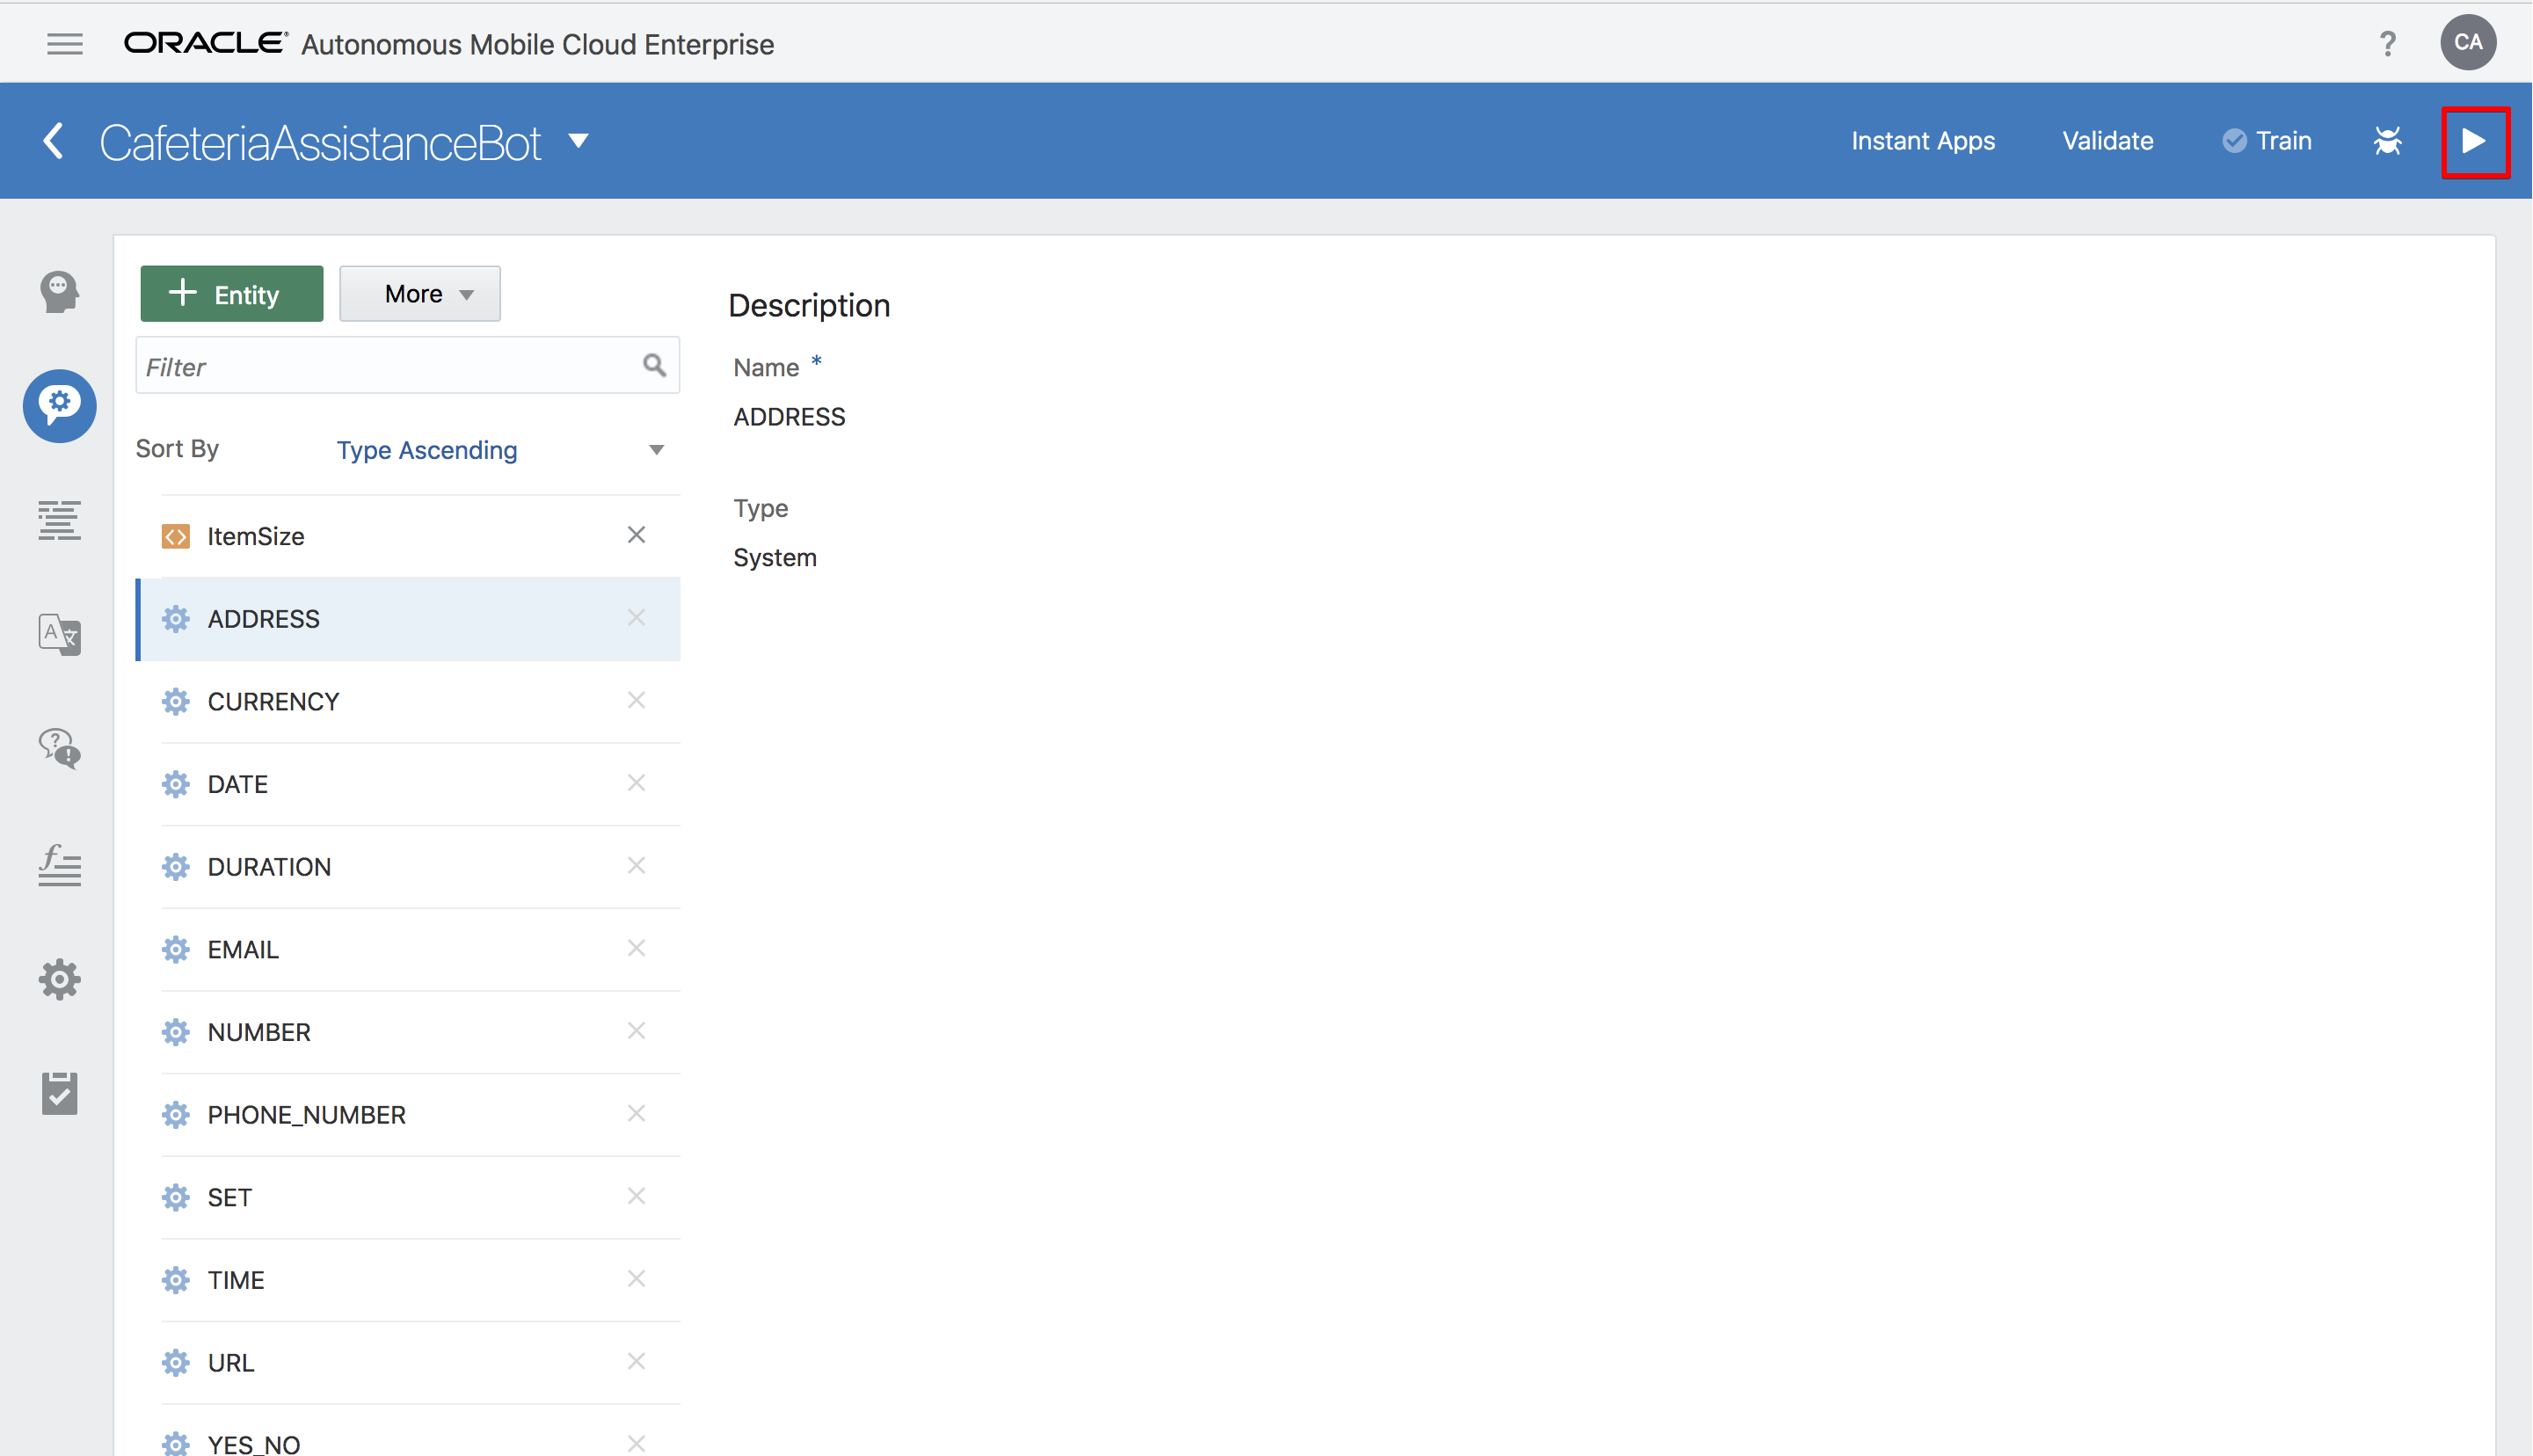 ORACLE® Autonomous Mobile Cloud Enterprise ? CA
CafeteriaAssistanceBot Instant Apps Validate Train
+ Entity More
Filter
Sort By Type Ascending
ItemSize
ADDRESS
CURRENCY
DATE
DURATION
EMAIL
NUMBER
PHONE_NUMBER
SET
TIME
URL
YES_NO
Description
Name *
ADDRESS
Type
System